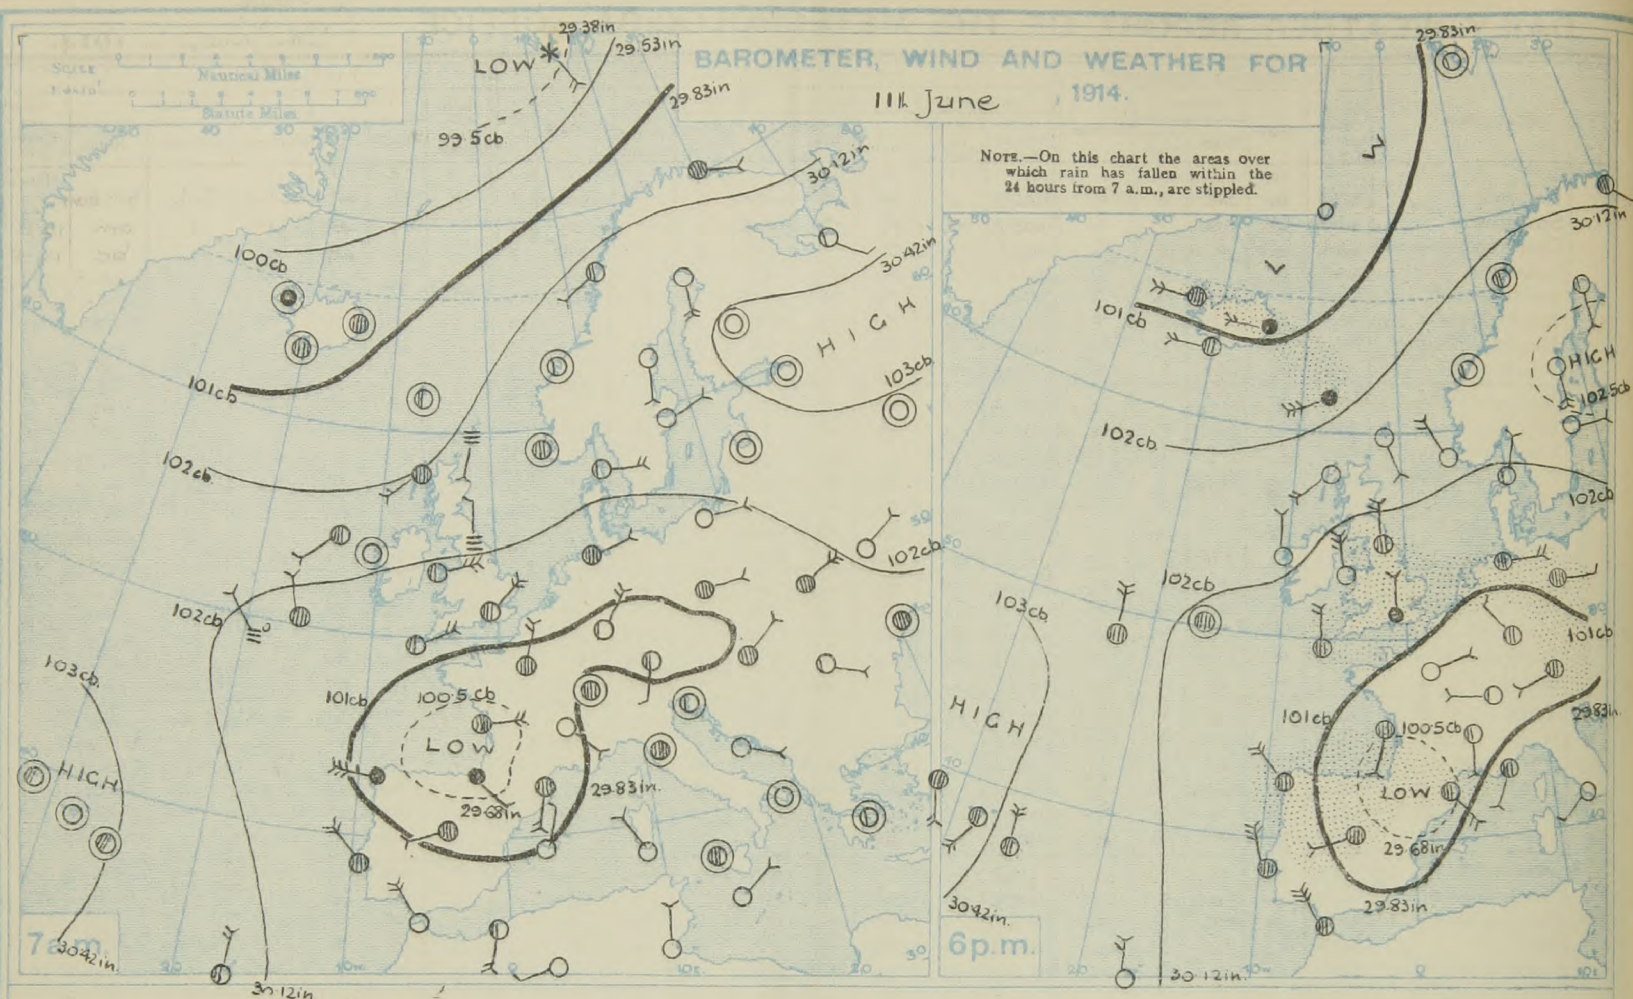 BAROMETER, WIND AND WEATHER FOR
11th June , 1914.
NOTE.—On this chart the areas over
which rain has fallen within the
24 hours from 7 a.m., are stippled.
Nautical Miles
Statute Miles
29.38in
29.53in
LOW
29.83in
99.5cb
30.12in
100cb
30.42in
HIGH
103cb
101cb
102cb
102cb
102cb
103cb
101cb
100.5cb
LOW
HIGH
29.83in.
29.68in
7a.m.
30.42in.
30.12in
29.83in
30.12in
101cb
HIGH
102.5cb
102cb
102cb
102cb
103cb
101cb
HIGH
101cb
100.5cb
29.83in
LOW
29.68in
30.42in.
29.83in
6p.m.
30.12in.